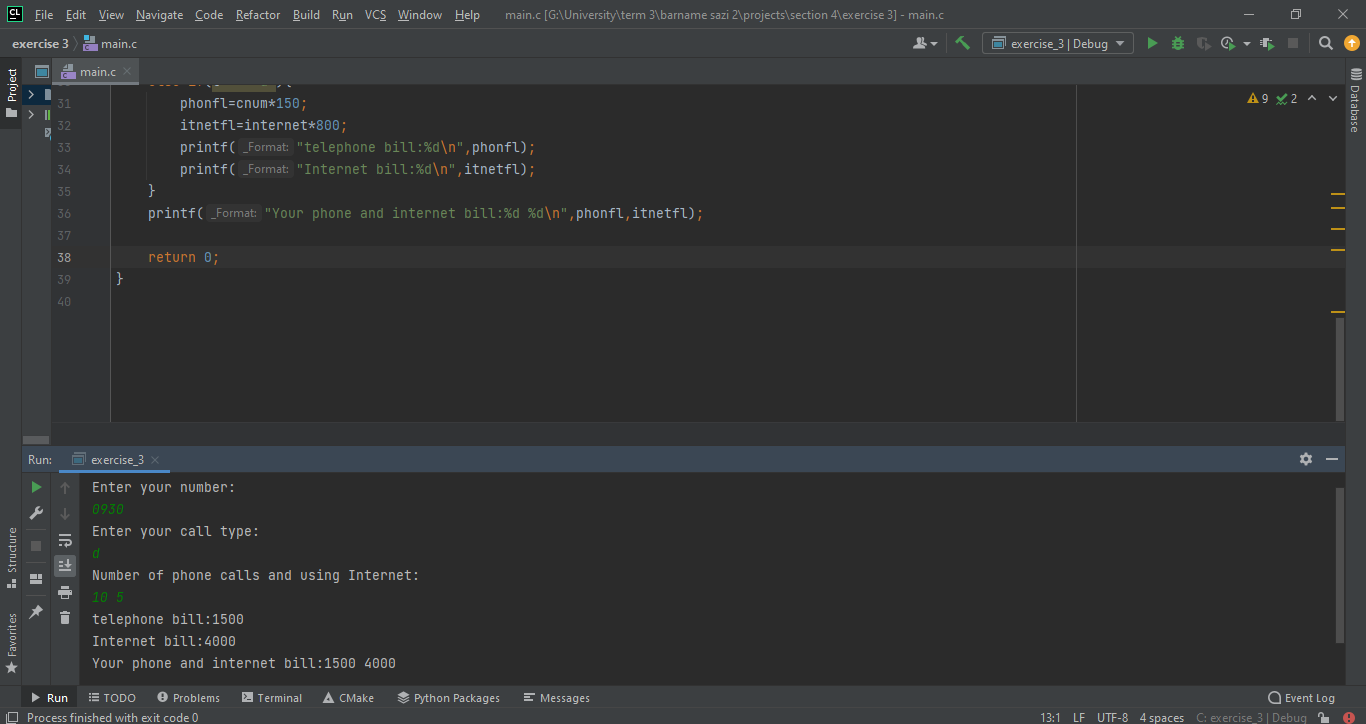 File Edit View Navigate Code Refactor Build Run VCS Window Help main.c [G:\University\term 3\barname sazi 2\projects\section 4\exercise 3] - main.c
exercise 3 main.c exercise_3 | Debug
Project main.c
31 phonfl=cnum*150;
32 itnetfl=internet*800;
33 printf( _Format: "telephone bill:%d\n",phonfl);
34 printf( _Format: "Internet bill:%d\n",itnetfl);
35 }
36 printf( _Format: "Your phone and internet bill:%d %d\n",phonfl,itnetfl);
37
38 return 0;
39 }
40
9 2
Database
Run: exercise_3
Enter your number:
0930
Enter your call type:
d
Number of phone calls and using Internet:
10 5
telephone bill:1500
Internet bill:4000
Your phone and internet bill:1500 4000
Structure
Favorites
Run TODO Problems Terminal CMake Python Packages Messages Event Log
Process finished with exit code 0 13:1 LF UTF-8 4 spaces C: exercise_3 | Debug